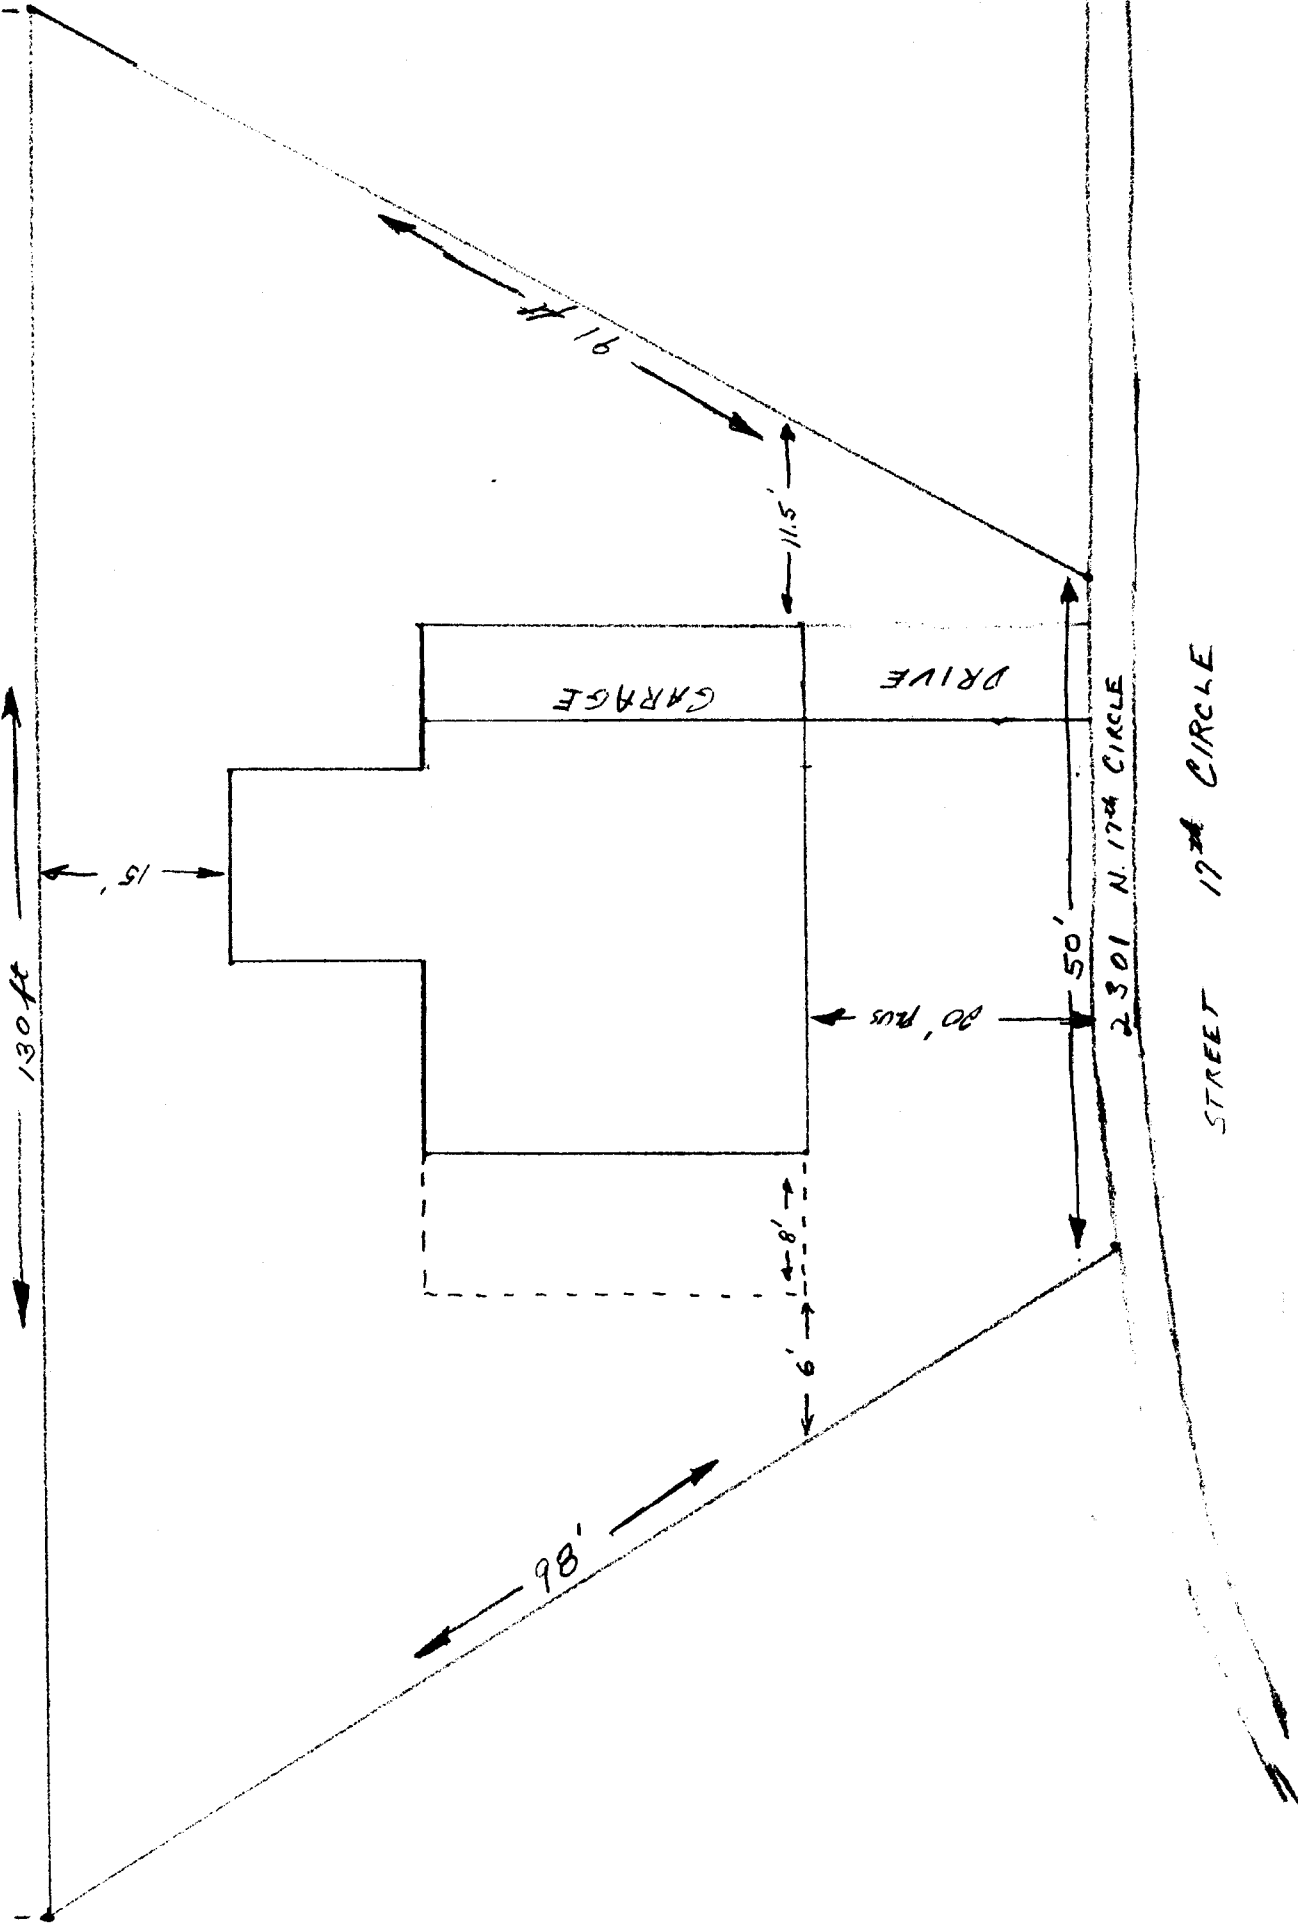 130 ft
15'
91 ft
11.5'
GARAGE
DRIVE
8'
6'
98'
20' PLUS
50'
2301 N. 17th CIRCLE
STREET 17th CIRCLE